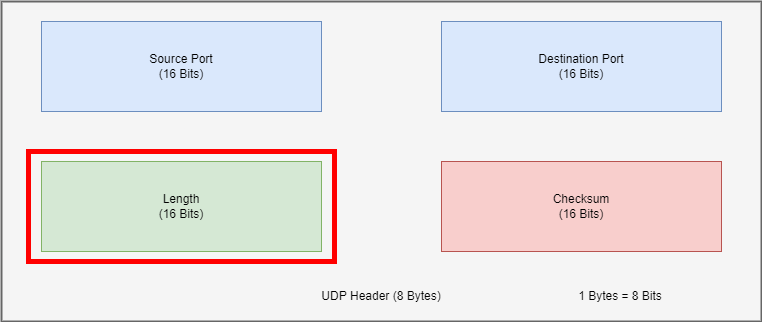 Source Port
(16 Bits)
Destination Port
(16 Bits)
Length
(16 Bits)
Checksum
(16 Bits)
UDP Header (8 Bytes)
1 Bytes = 8 Bits